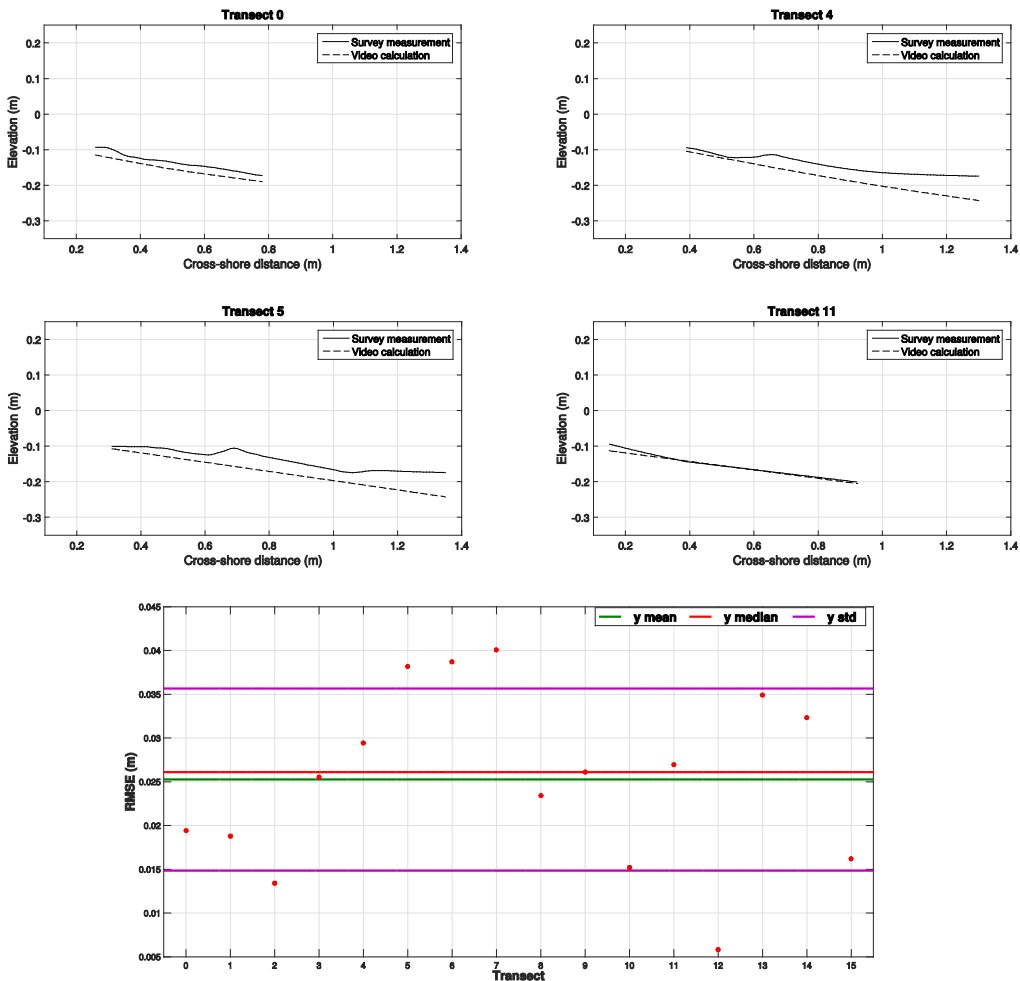 Transect 0
Survey measurement
Video calculation
0.2
0.1
0
-0.1
-0.2
-0.3
Elevation (m)
0.2 0.4 0.6 0.8 1 1.2 1.4
Cross-shore distance (m)
Transect 4
Survey measurement
Video calculation
0.2
0.1
0
-0.1
-0.2
-0.3
Elevation (m)
0.2 0.4 0.6 0.8 1 1.2 1.4
Cross-shore distance (m)
Transect 5
Survey measurement
Video calculation
0.2
0.1
0
-0.1
-0.2
-0.3
Elevation (m)
0.2 0.4 0.6 0.8 1 1.2 1.4
Cross-shore distance (m)
Transect 11
Survey measurement
Video calculation
0.2
0.1
0
-0.1
-0.2
-0.3
Elevation (m)
0.2 0.4 0.6 0.8 1 1.2 1.4
Cross-shore distance (m)
y mean y median y std
0.045
0.04
0.035
0.03
0.025
0.02
0.015
0.01
0.005
RMSE (m)
0 1 2 3 4 5 6 7 8 9 10 11 12 13 14 15
Transect